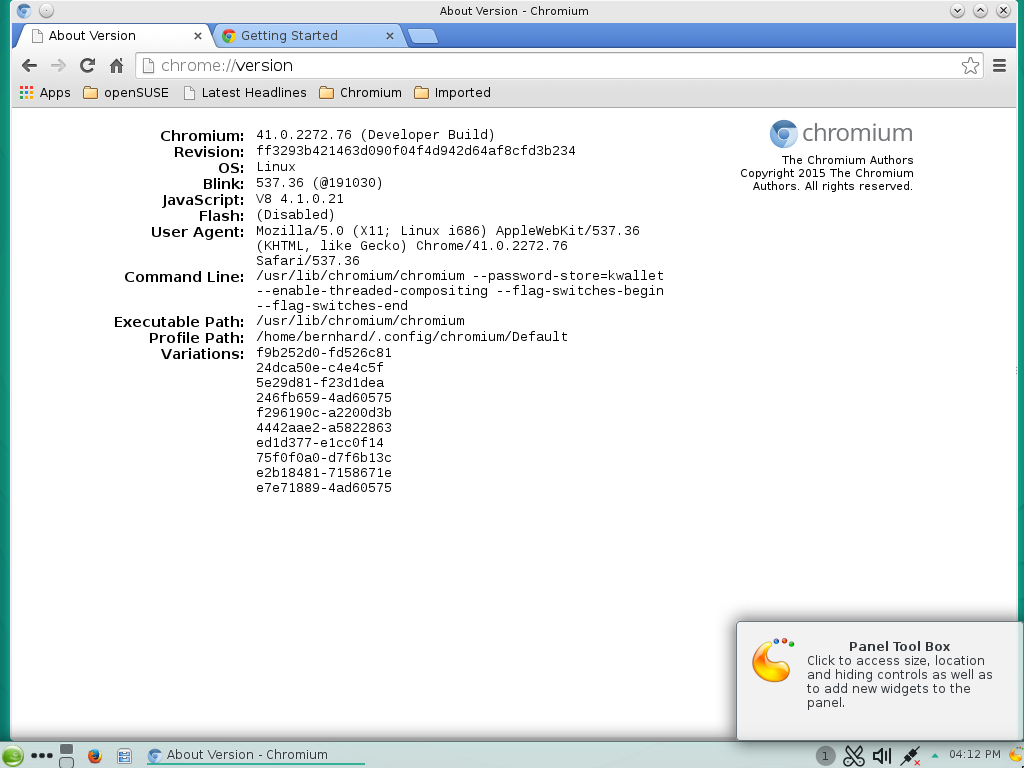 About Version - Chromium
About Version
Getting Started
chrome://version
Apps openSUSE Latest Headlines Chromium Imported
chromium
The Chromium Authors
Copyright 2015 The Chromium
Authors. All rights reserved.
Chromium: 41.0.2272.76 (Developer Build)
Revision: ff3293b421463d090f04f4d942d64af8cfd3b234
OS: Linux
Blink: 537.36 (@191030)
JavaScript: V8 4.1.0.21
Flash: (Disabled)
User Agent: Mozilla/5.0 (X11; Linux i686) AppleWebKit/537.36
(KHTML, like Gecko) Chrome/41.0.2272.76
Safari/537.36
Command Line: /usr/lib/chromium/chromium --password-store=kwallet
--enable-threaded-compositing --flag-switches-begin
--flag-switches-end
Executable Path: /usr/lib/chromium/chromium
Profile Path: /home/bernhard/.config/chromium/Default
Variations: f9b252d0-fd526c81
24dca50e-c4e4c5f
5e29d81-f23d1dea
246fb659-4ad60575
f296190c-a2200d3b
4442aae2-a5822863
ed1d377-e1cc0f14
75f0f0a0-d7f6b13c
e2b18481-7158671e
e7e71889-4ad60575
Panel Tool Box
Click to access size, location
and hiding controls as well as
to add new widgets to the
panel.
About Version - Chromium
1
04:12 PM